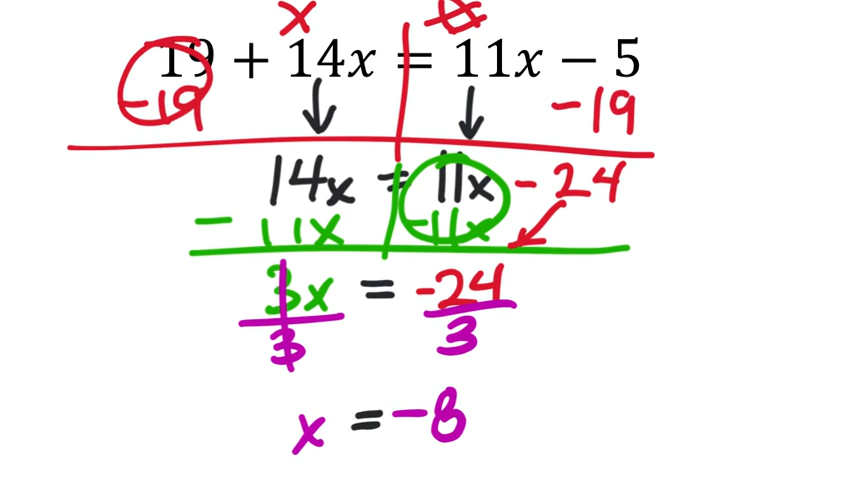 x #
19 + 14x = 11x − 5
−19 −19
14x = 11x − 24
− 11x −11x
3x = -24
3 3
x = −8